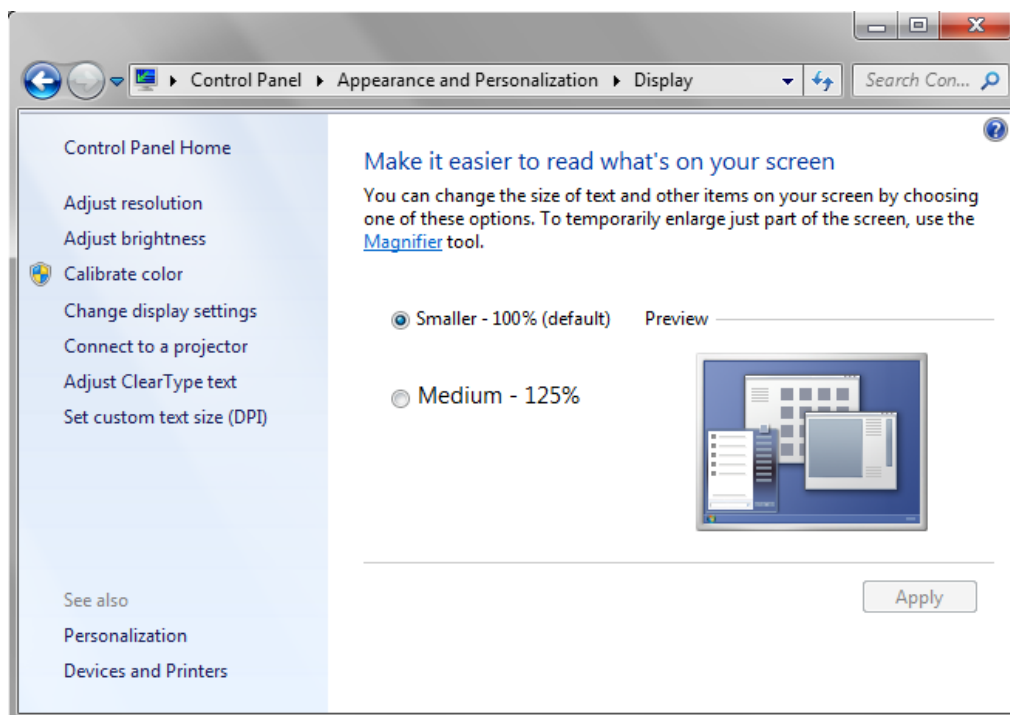 Control Panel ▸ Appearance and Personalization ▸ Display
Search Con...
Control Panel Home
Adjust resolution
Adjust brightness
Calibrate color
Change display settings
Connect to a projector
Adjust ClearType text
Set custom text size (DPI)
See also
Personalization
Devices and Printers
Make it easier to read what's on your screen
You can change the size of text and other items on your screen by choosing
one of these options. To temporarily enlarge just part of the screen, use the
Magnifier tool.
Smaller - 100% (default)
Preview
Medium - 125%
Apply